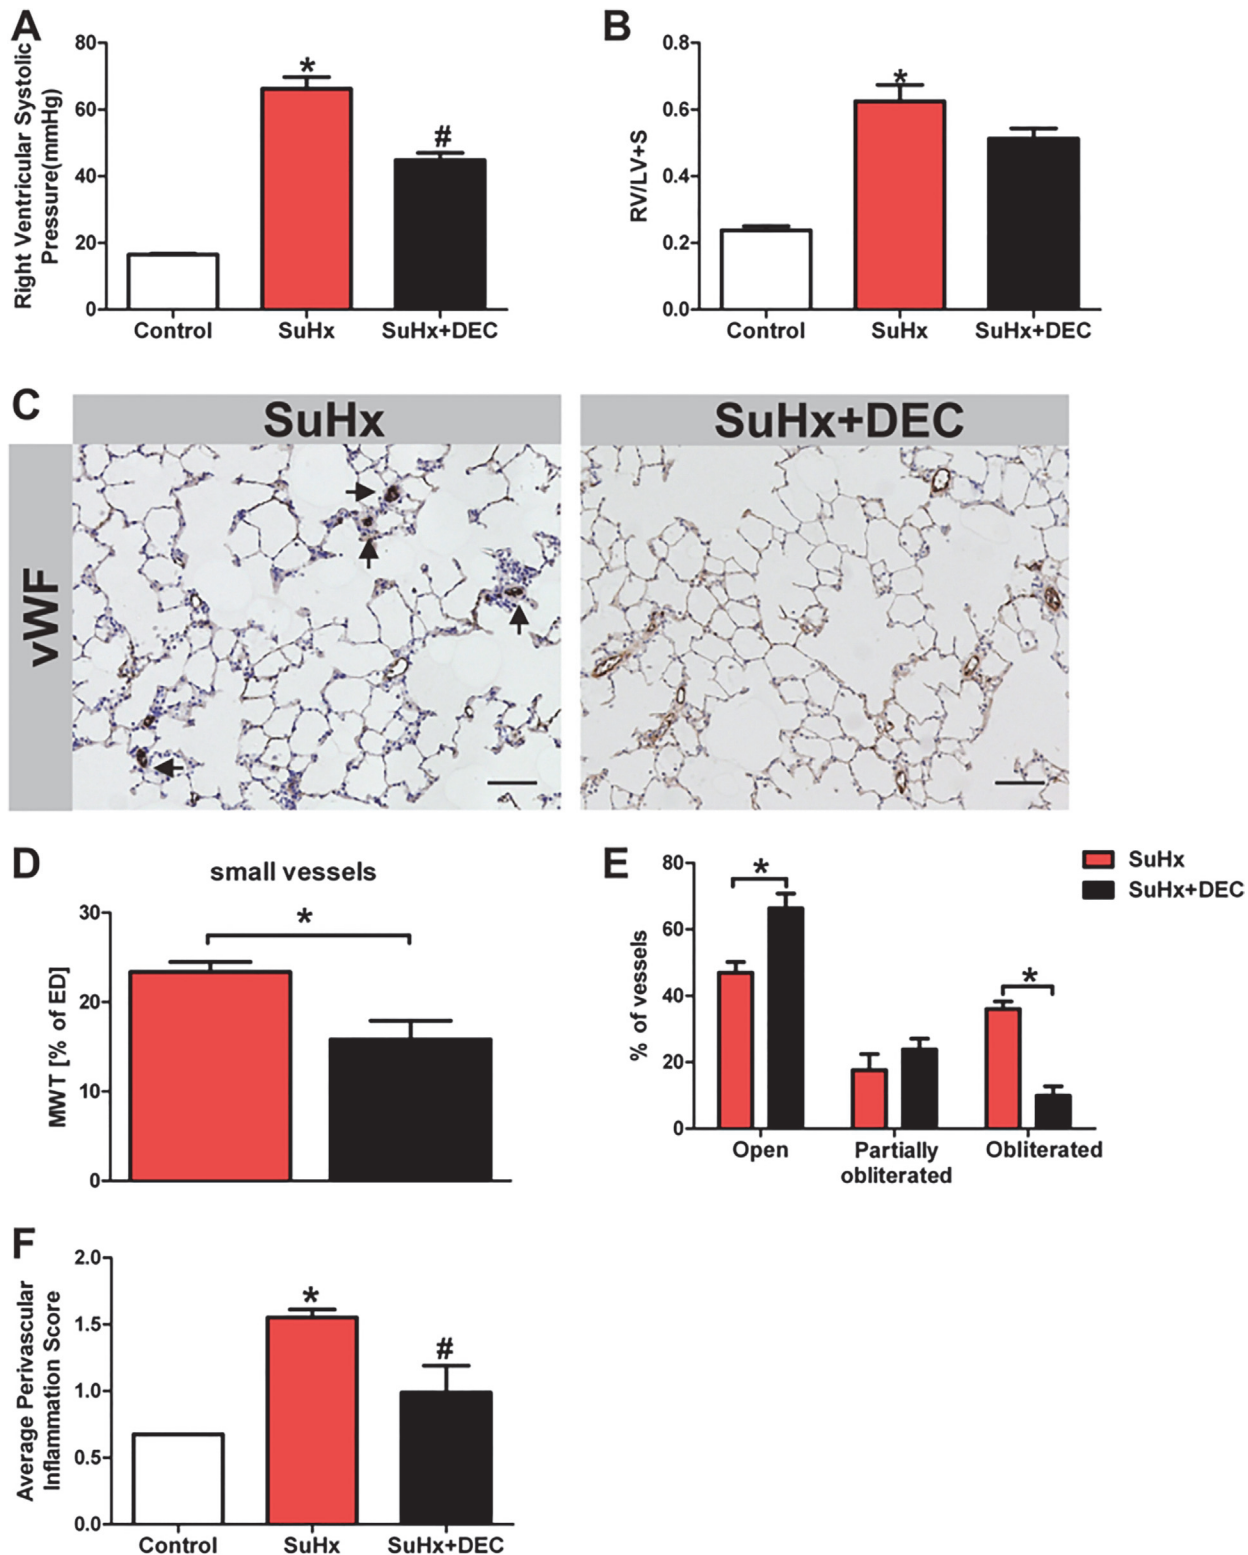 A
Right Ventricular Systolic
Pressure(mmHg)
80
60
40
20
0
*
#
Control
SuHx
SuHx+DEC
B
RV/LV+S
0.8
0.6
0.4
0.2
0.0
*
Control
SuHx
SuHx+DEC
C
SuHx
SuHx+DEC
vWF
D
small vessels
MWT [% of ED]
30
20
10
0
*
E
% of vessels
80
60
40
20
0
*
*
Open
Partially
obliterated
Obliterated
SuHx
SuHx+DEC
F
Average Perivascular
Inflammation Score
2.0
1.5
1.0
0.5
0.0
*
#
Control
SuHx
SuHx+DEC